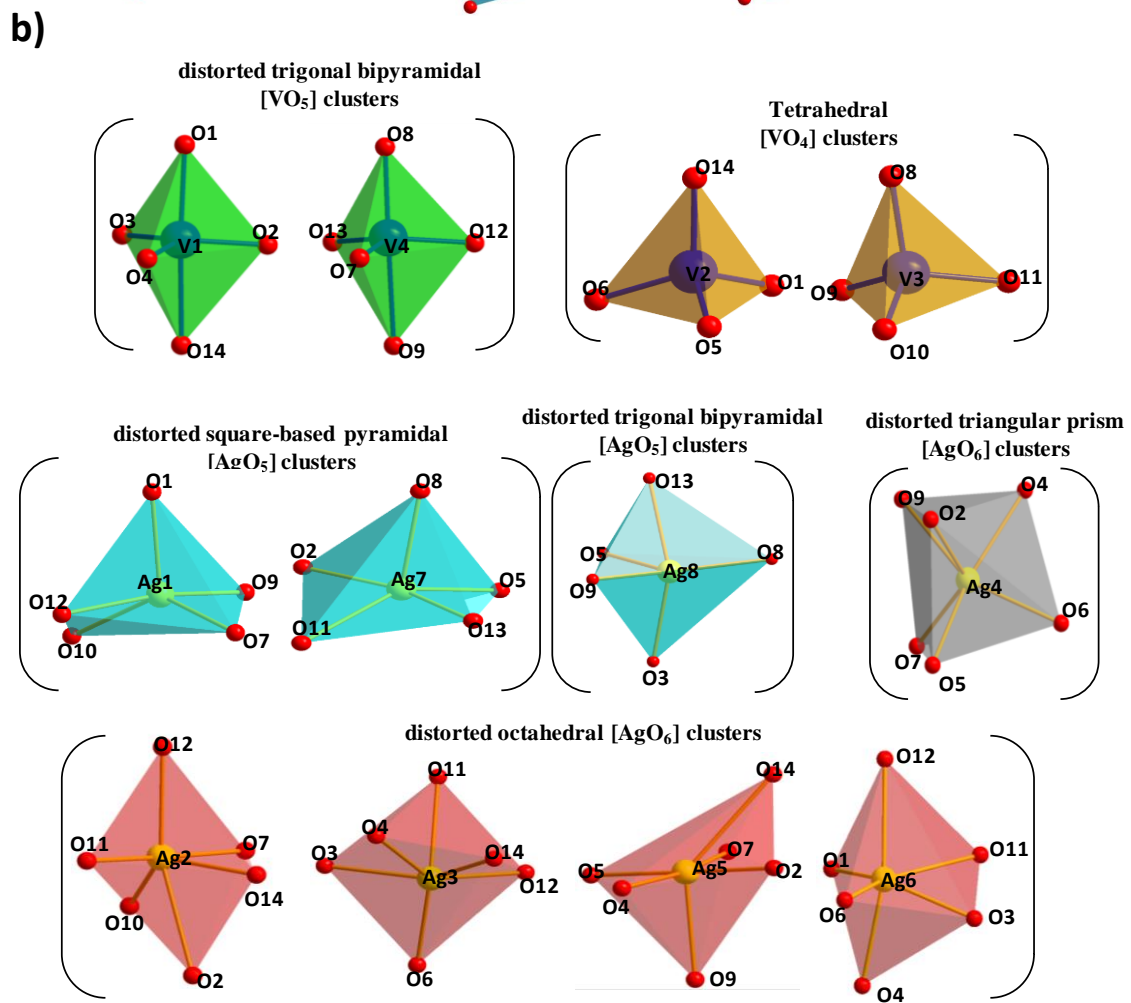 b)
distorted trigonal bipyramidal
[VO₅] clusters
Tetrahedral
[VO₄] clusters
O1
O3
V1
O2
O4
O14
O8
O13
V4
O12
O7
O9
O14
V2
O6
O1
O5
O8
V3
O9
O11
O10
distorted square-based pyramidal
[AgO₅] clusters
distorted trigonal bipyramidal
[AgO₅] clusters
distorted triangular prism
[AgO₆] clusters
O1
Ag1
O9
O12
O10
O7
O8
O2
Ag7
O5
O11
O13
O13
O5
Ag8
O8
O9
O3
O9
O4
O2
Ag4
O6
O7
O5
distorted octahedral [AgO₆] clusters
O12
O11
Ag2
O7
O14
O10
O2
O11
O4
O3
O14
Ag3
O12
O6
O14
O7
O5
Ag5
O2
O4
O9
O12
O11
O1
Ag6
O6
O3
O4